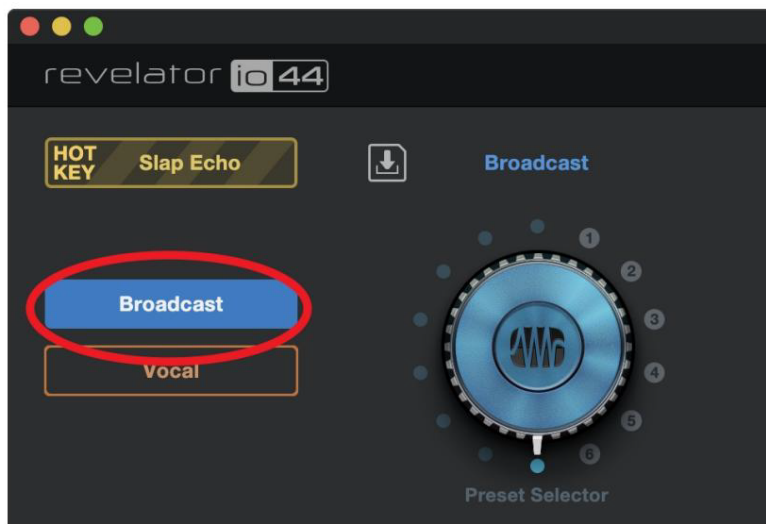 revelator io 44
HOT KEY Slap Echo
Broadcast
Broadcast
Vocal
1
2
3
4
5
6
Preset Selector